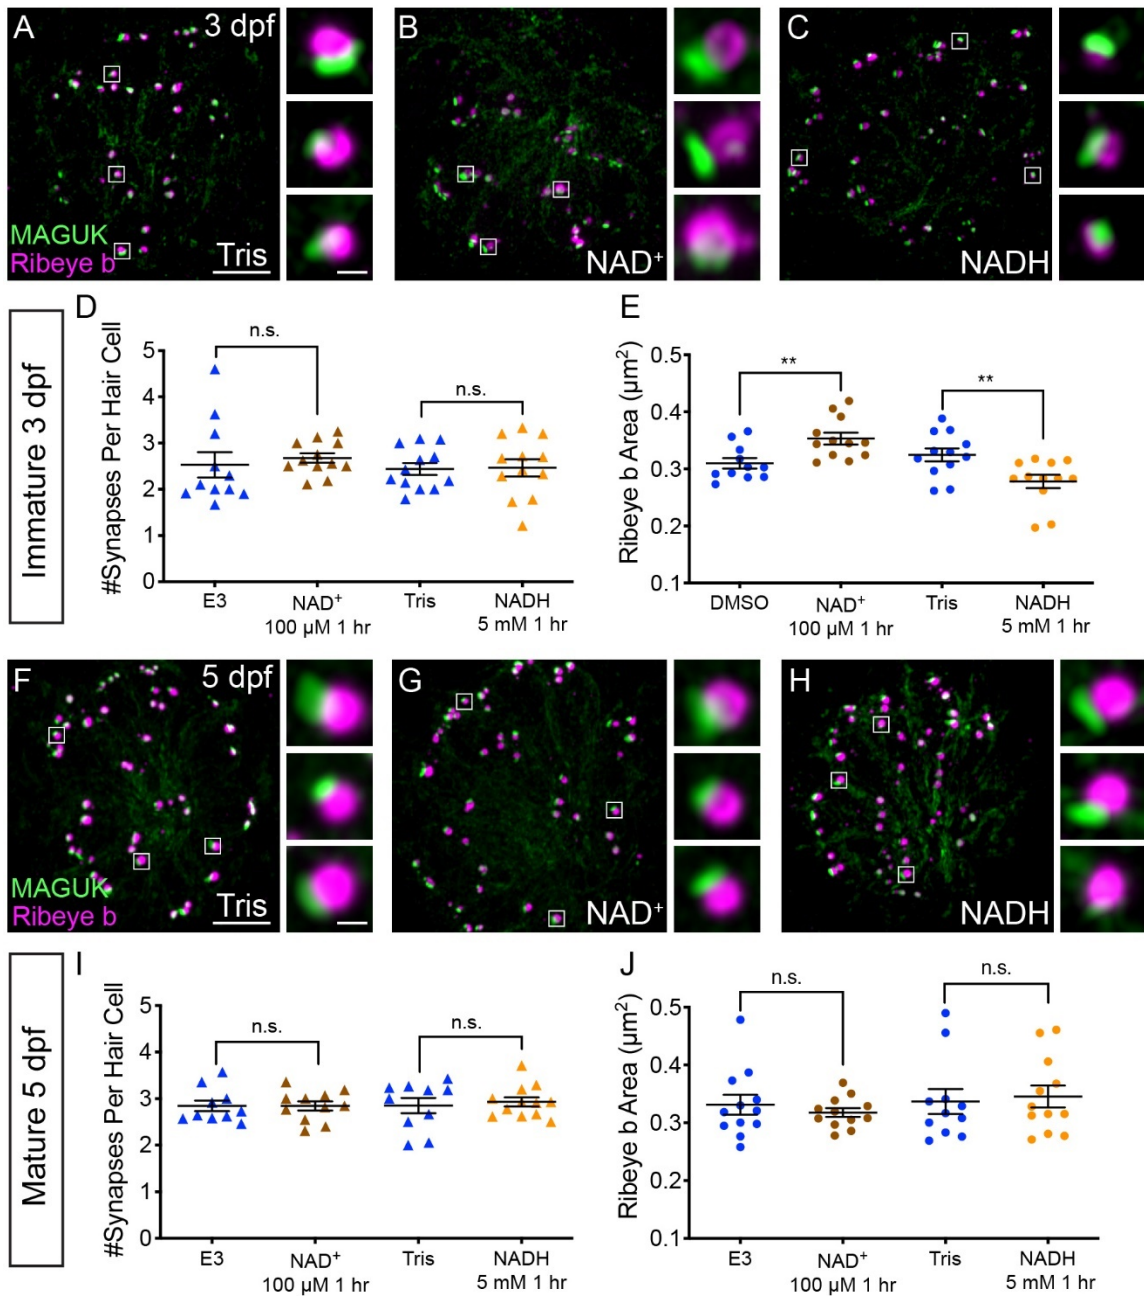 A
3 dpf
MAGUK
Ribeye b
Tris
B
NAD⁺
C
NADH
Immature 3 dpf
D
#Synapses Per Hair Cell
5
4
3
2
1
0
n.s.
n.s.
E3
NAD⁺
100 µM 1 hr
Tris
NADH
5 mM 1 hr
E
Ribeye b Area (µm²)
0.5
0.4
0.3
0.2
0.1
**
**
DMSO
NAD⁺
100 µM 1 hr
Tris
NADH
5 mM 1 hr
F
5 dpf
MAGUK
Ribeye b
Tris
G
NAD⁺
H
NADH
Mature 5 dpf
I
#Synapses Per Hair Cell
5
4
3
2
1
0
n.s.
n.s.
E3
NAD⁺
100 µM 1 hr
Tris
NADH
5 mM 1 hr
J
Ribeye b Area (µm²)
0.5
0.4
0.3
0.2
0.1
n.s.
n.s.
E3
NAD⁺
100 µM 1 hr
Tris
NADH
5 mM 1 hr